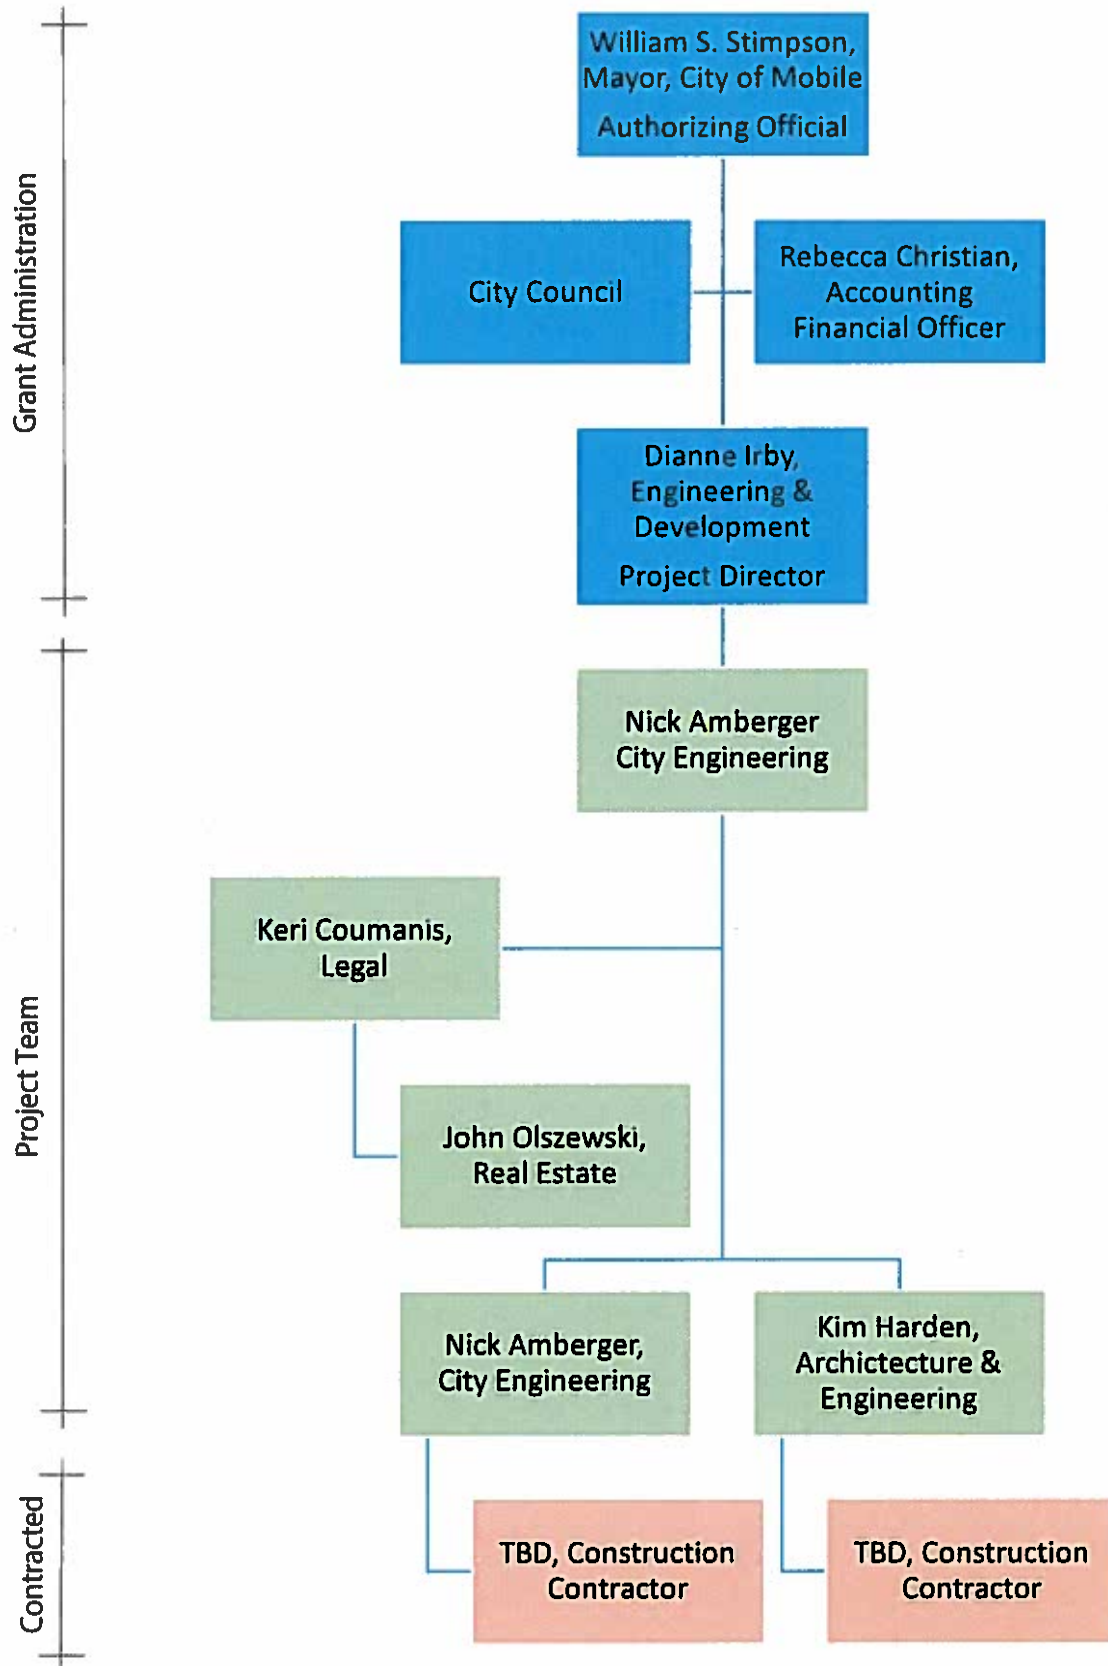 Grant Administration
William S. Stimpson,
Mayor, City of Mobile
Authorizing Official
City Council
Rebecca Christian,
Accounting
Financial Officer
Dianne Irby,
Engineering &
Development
Project Director
Project Team
Nick Amberger
City Engineering
Keri Coumanis,
Legal
John Olszewski,
Real Estate
Nick Amberger,
City Engineering
Kim Harden,
Archictecture &
Engineering
Contracted
TBD, Construction
Contractor
TBD, Construction
Contractor